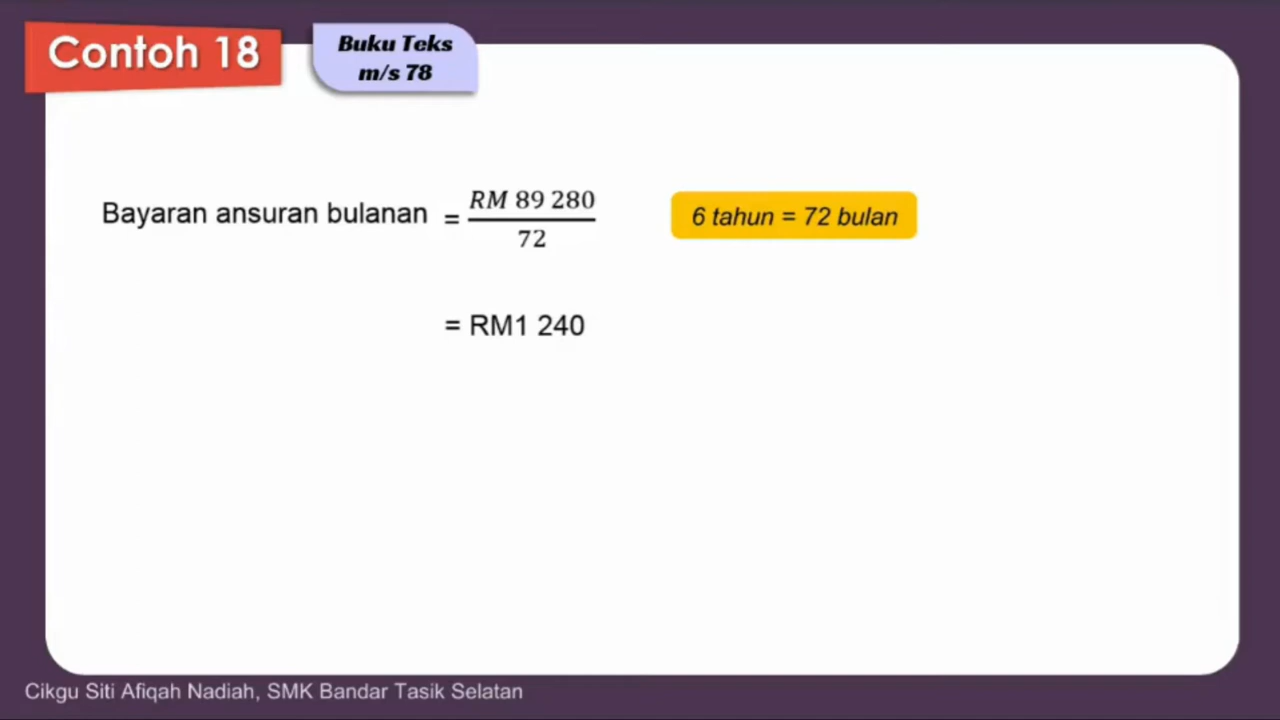 Contoh 18
Buku Teks
m/s 78
Bayaran ansuran bulanan = RM 89 280 / 72
6 tahun = 72 bulan
= RM1 240
Cikgu Siti Afiqah Nadiah, SMK Bandar Tasik Selatan